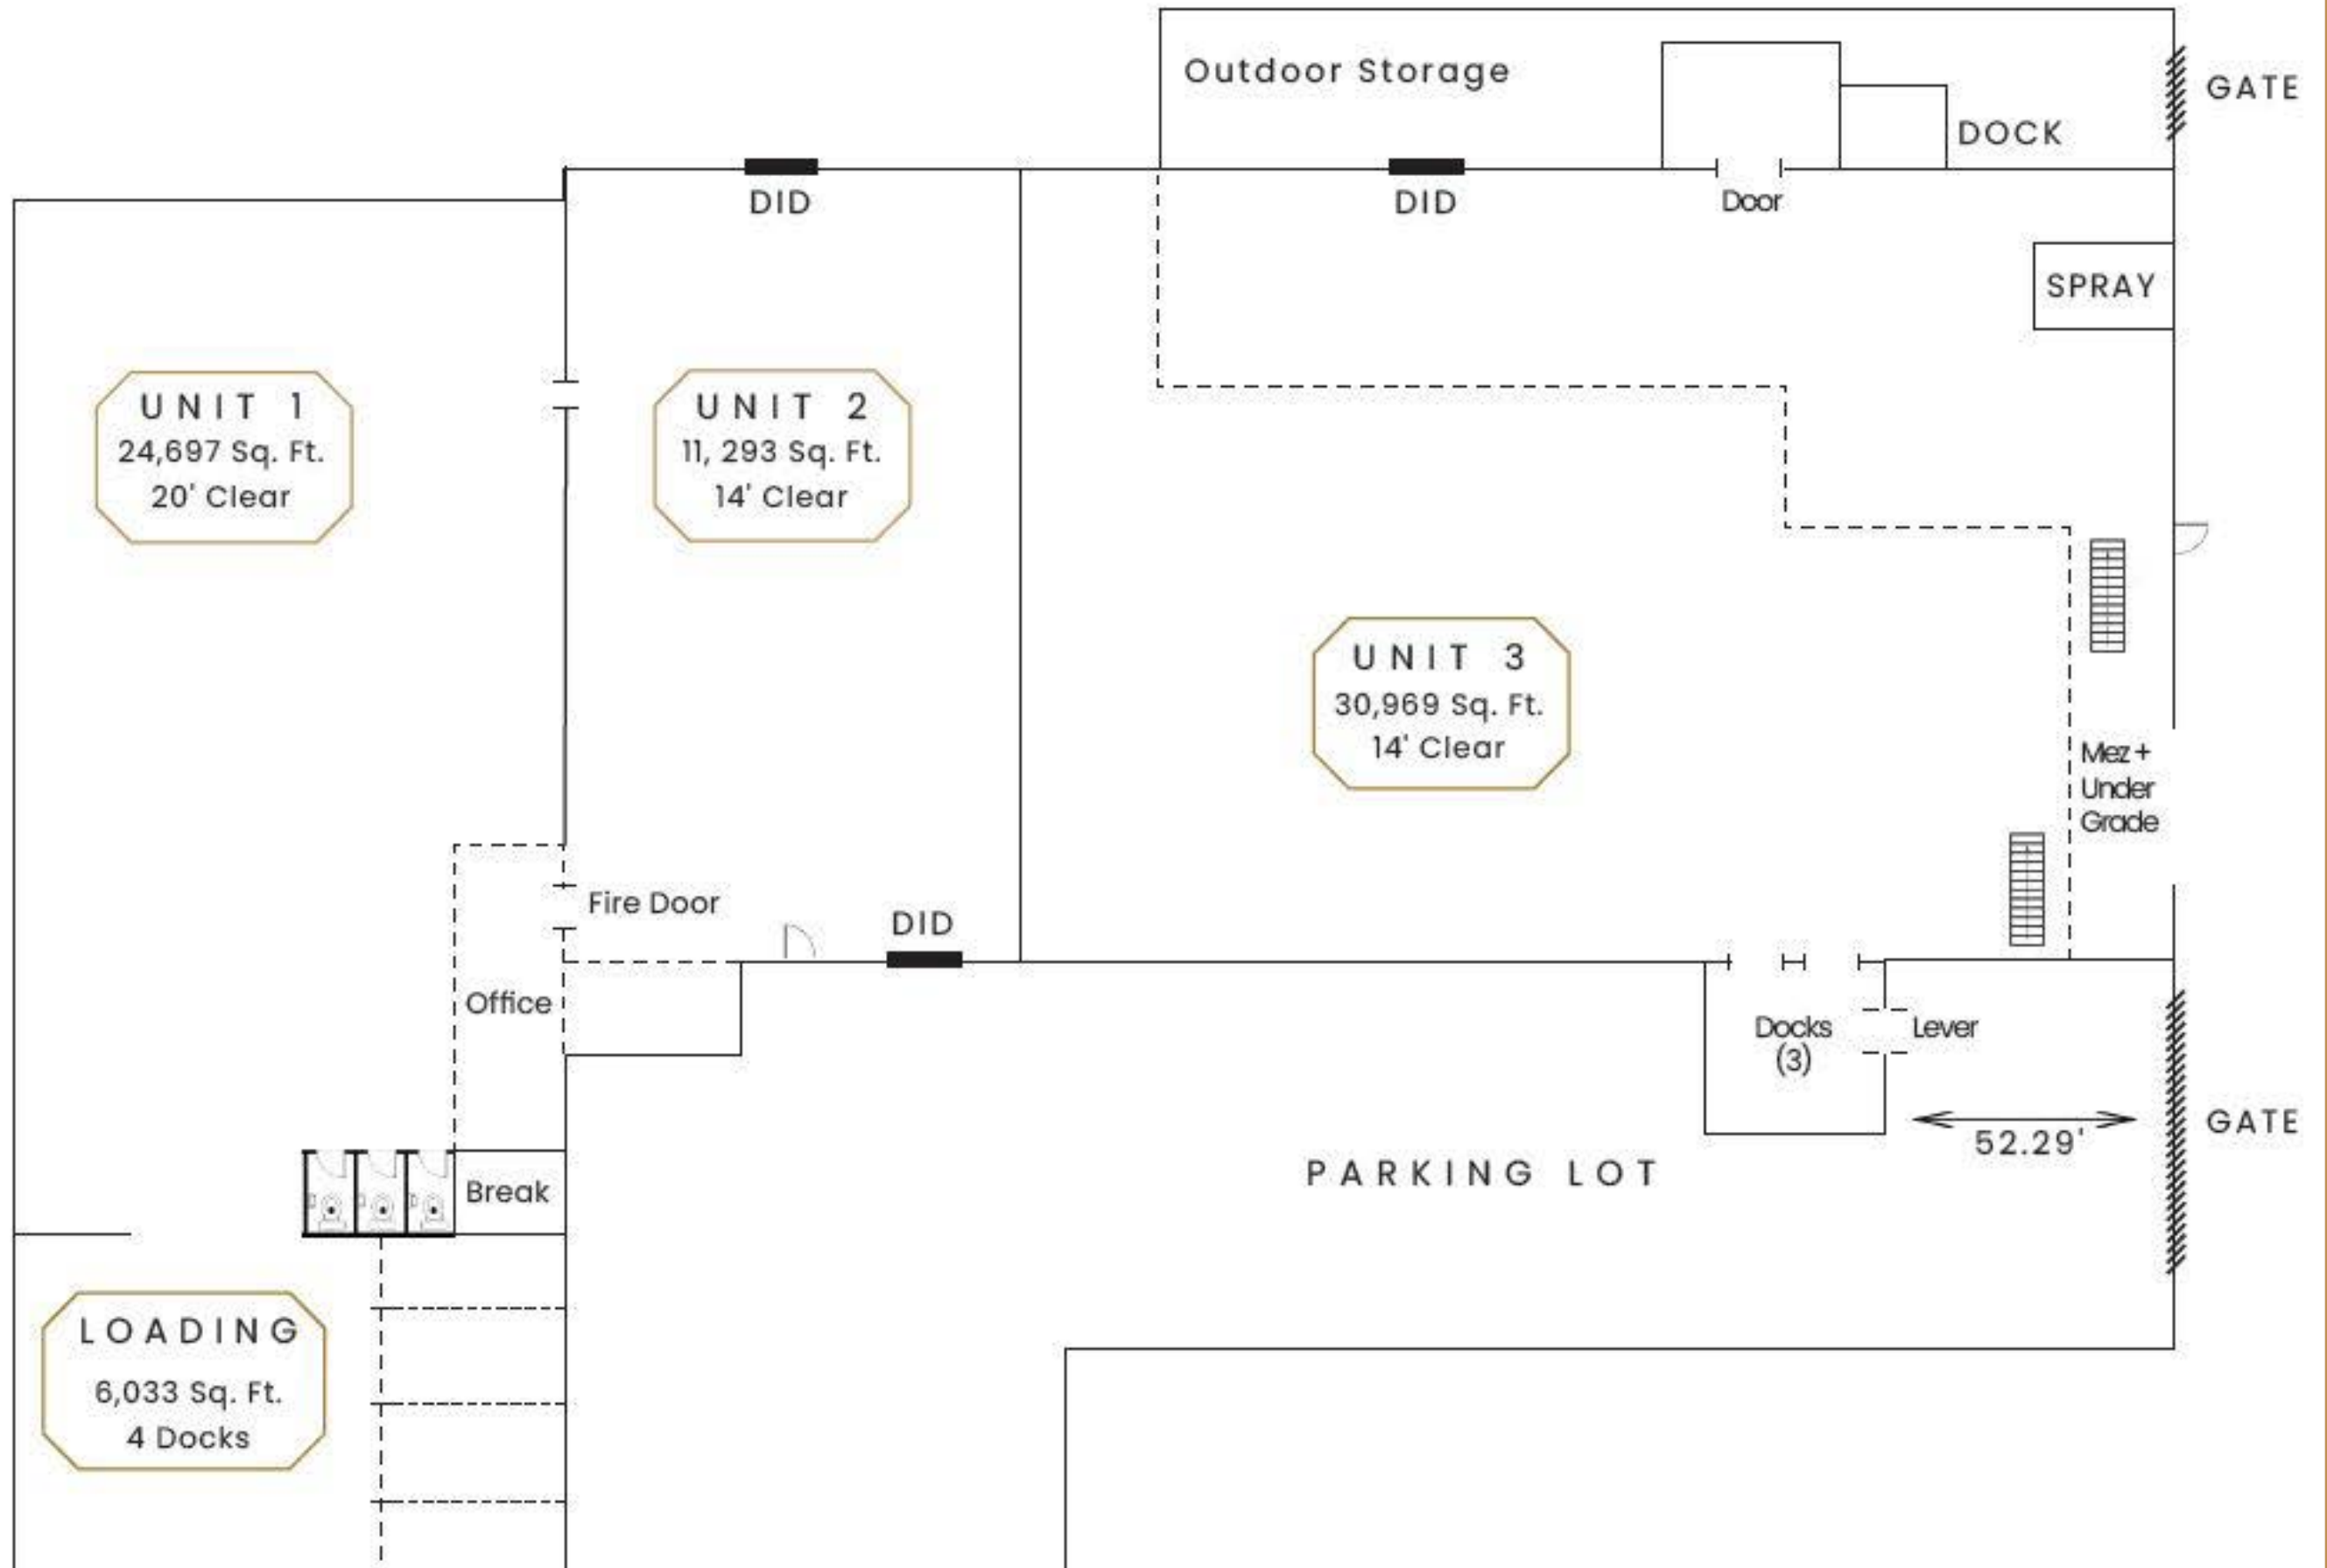 Outdoor Storage
GATE
DOCK
DID
DID
Door
SPRAY
UNIT 1
24,697 Sq. Ft.
20' Clear
UNIT 2
11, 293 Sq. Ft.
14' Clear
UNIT 3
30,969 Sq. Ft.
14' Clear
Mez +
Under
Grade
Fire Door
DID
Office
Docks
(3)
Lever
GATE
52.29'
PARKING LOT
Break
LOADING
6,033 Sq. Ft.
4 Docks